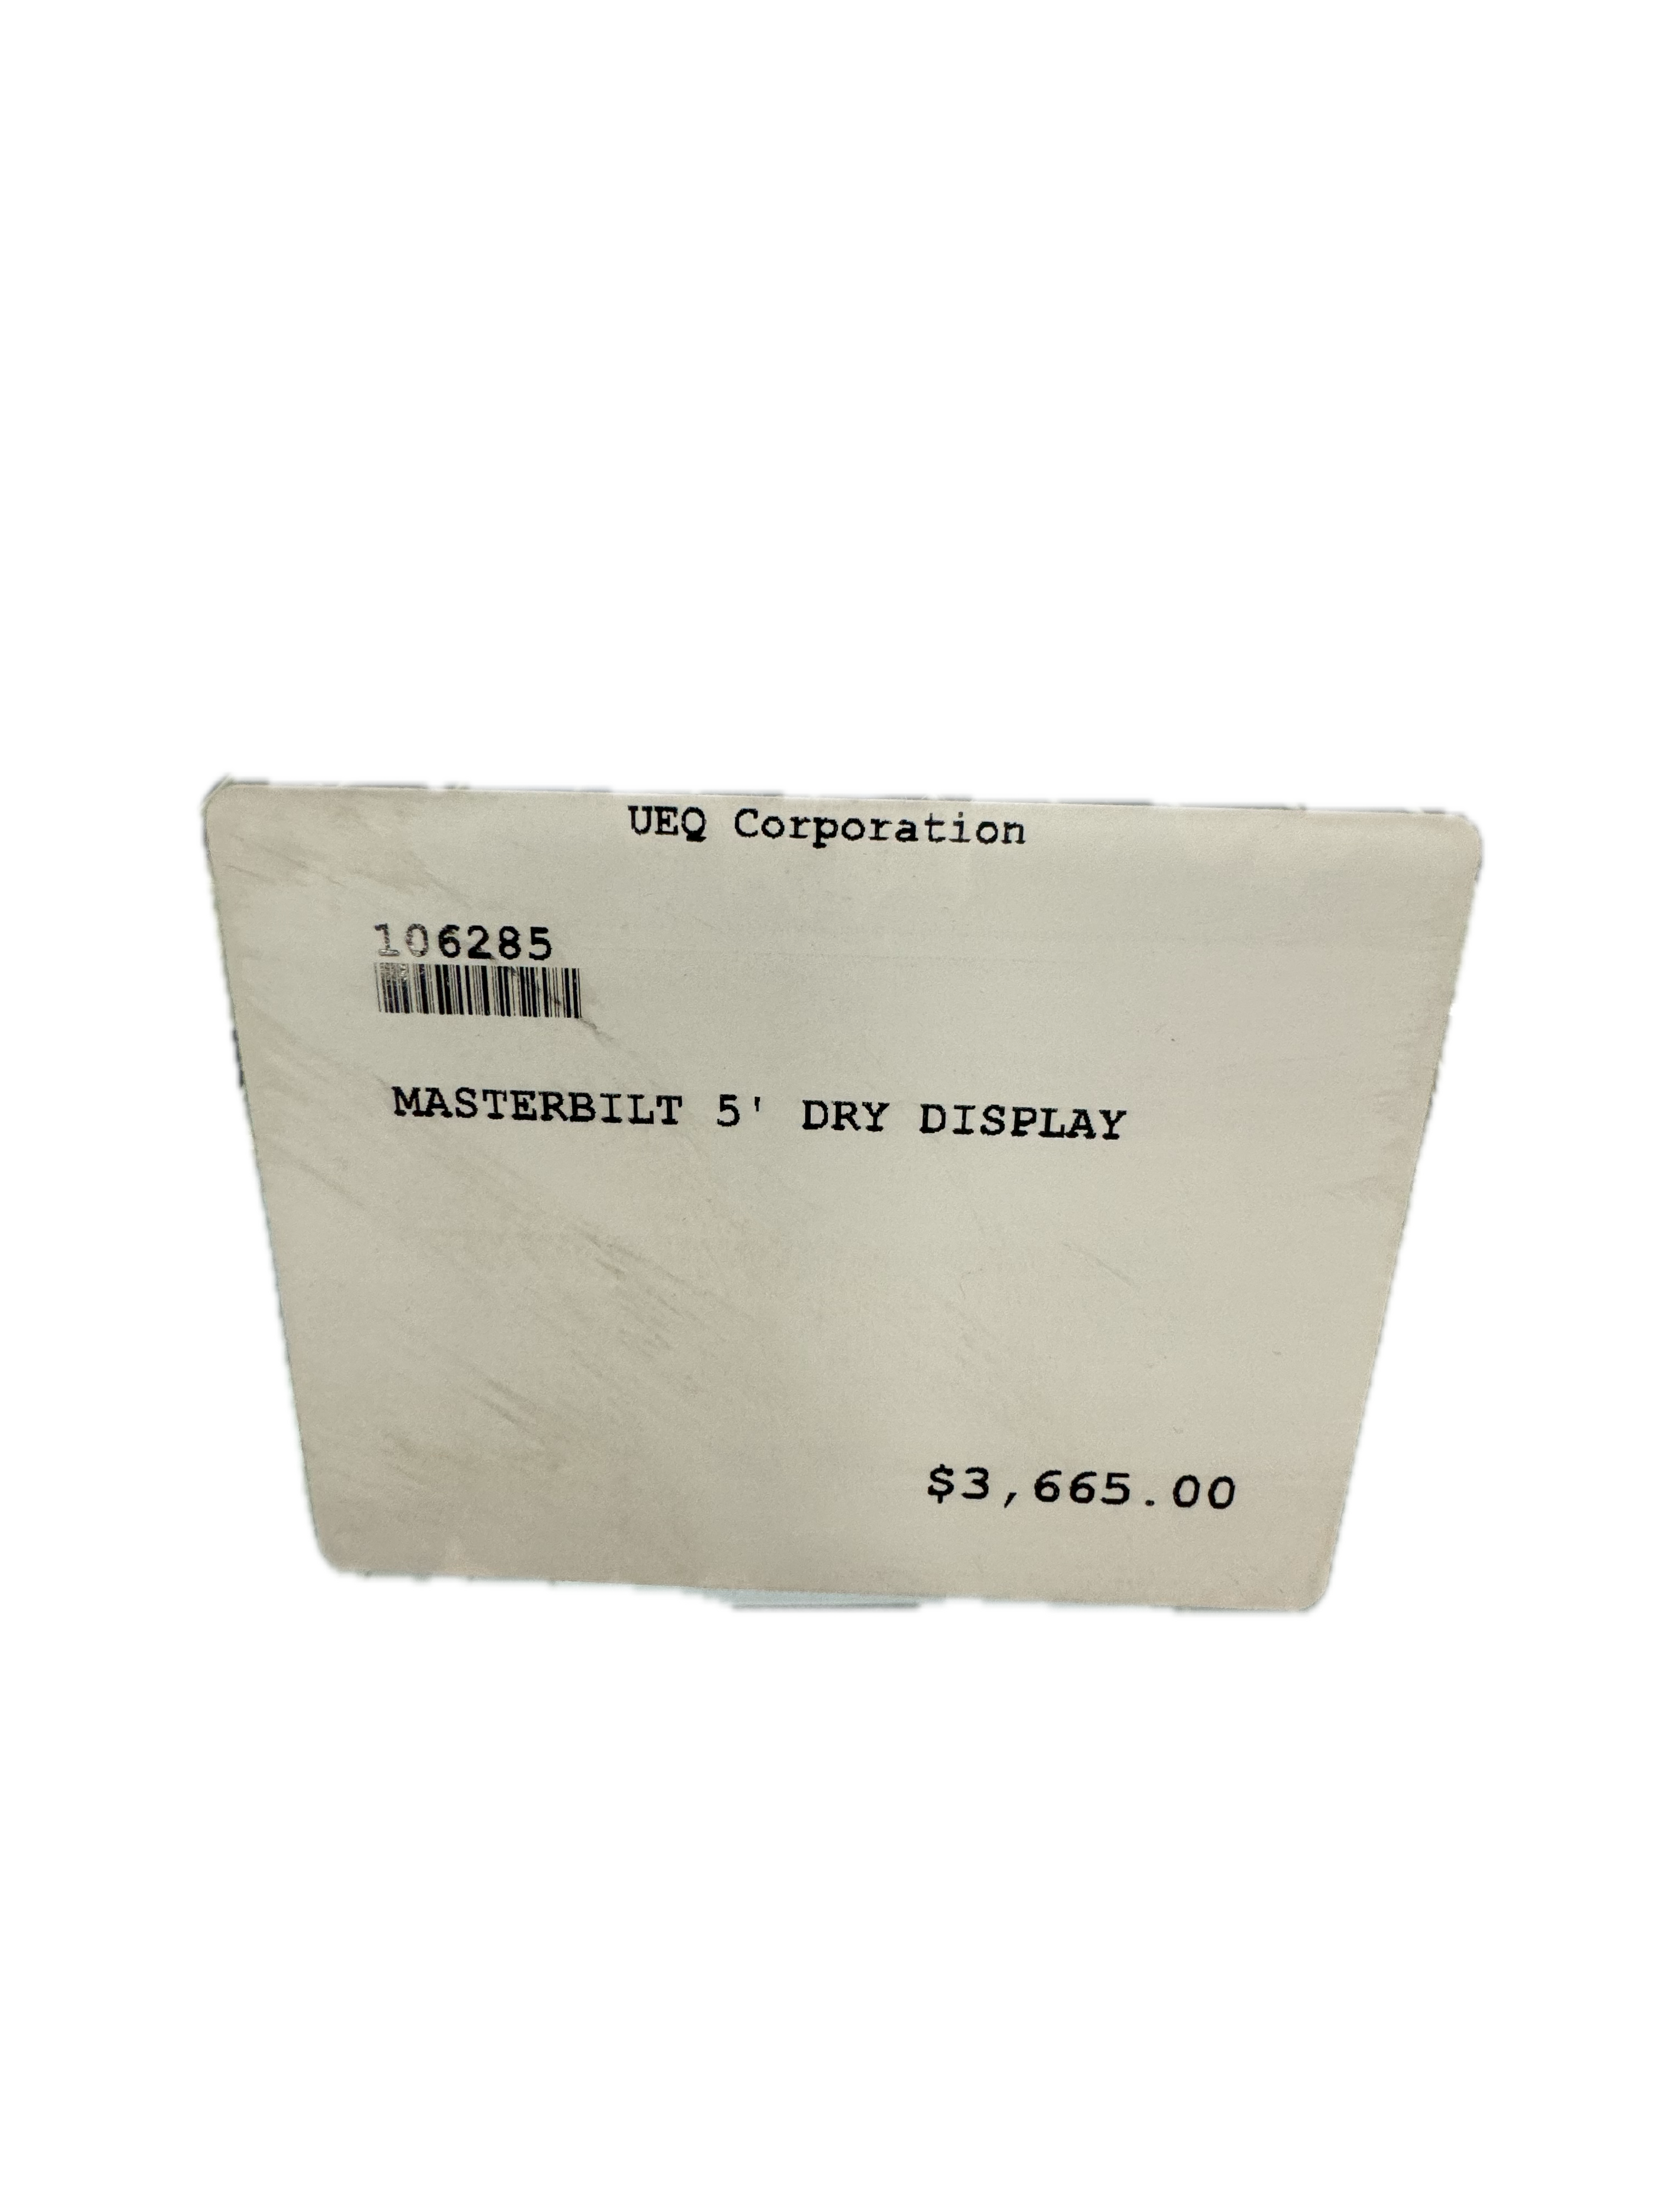 UEQ Corporation
106285
MASTERBILT 5' DRY DISPLAY
$3,665.00